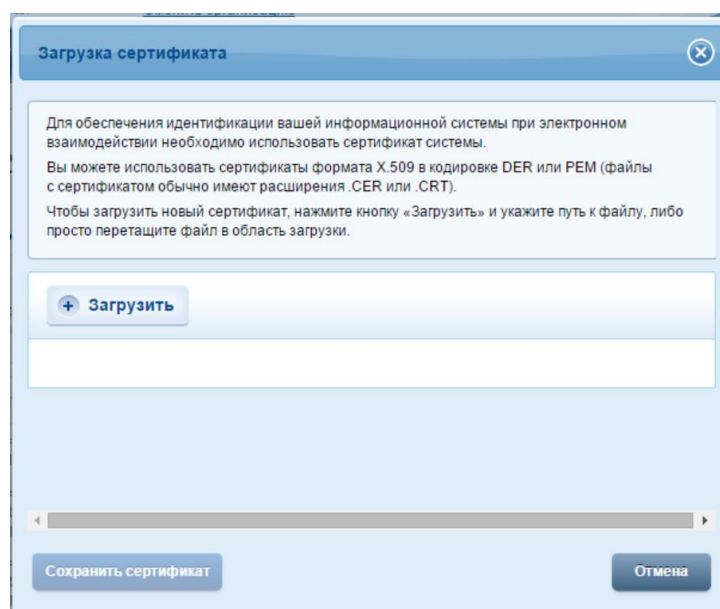 Загрузка сертификата
Для обеспечения идентификации вашей информационной системы при электронном
взаимодействии необходимо использовать сертификат системы.
Вы можете использовать сертификаты формата X.509 в кодировке DER или PEM (файлы
с сертификатом обычно имеют расширения .CER или .CRT).
Чтобы загрузить новый сертификат, нажмите кнопку «Загрузить» и укажите путь к файлу, либо
просто перетащите файл в область загрузки.
Загрузить
Сохранить сертификат
Отмена